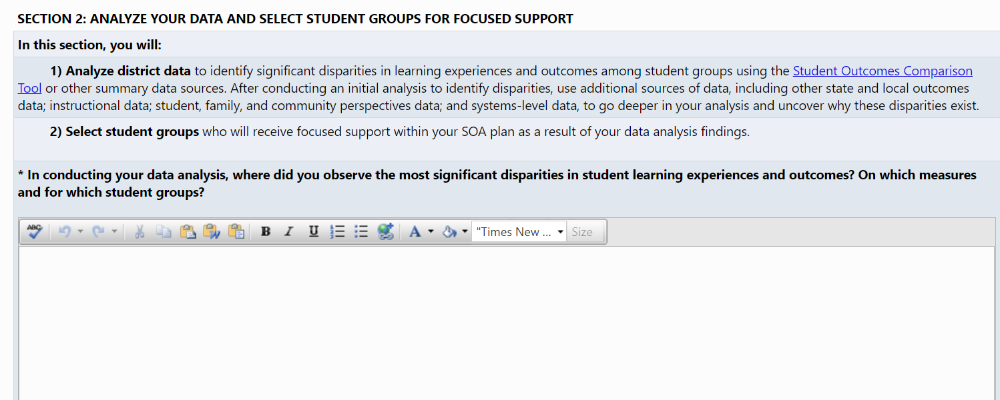 SECTION 2: ANALYZE YOUR DATA AND SELECT STUDENT GROUPS FOR FOCUSED SUPPORT
In this section, you will:
1) Analyze district data to identify significant disparities in learning experiences and outcomes among student groups using the Student Outcomes Comparison
Tool or other summary data sources. After conducting an initial analysis to identify disparities, use additional sources of data, including other state and local outcomes
data; instructional data; student, family, and community perspectives data; and systems-level data, to go deeper in your analysis and uncover why these disparities exist.
2) Select student groups who will receive focused support within your SOA plan as a result of your data analysis findings.
* In conducting your data analysis, where did you observe the most significant disparities in student learning experiences and outcomes? On which measures
and for which student groups?
ABC B I U A "Times New ... Size